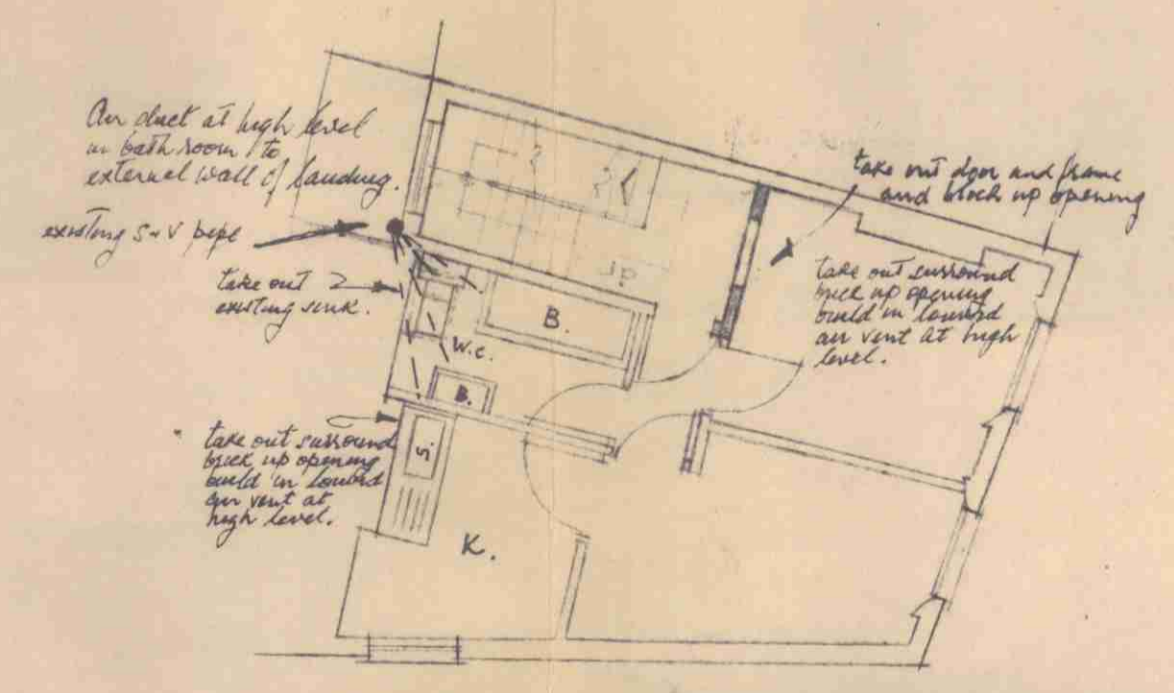 Air duct at high level
in bath room to
external wall of landing.
existing S+V pipe
take out
existing sink.
take out surround
brick up opening
build in louvred
air vent at
high level.
take out door and frame
and block up opening
take out surround
brick up opening
build in louvred
air vent at high
level.
up
B.
W.C.
B.
S.
K.